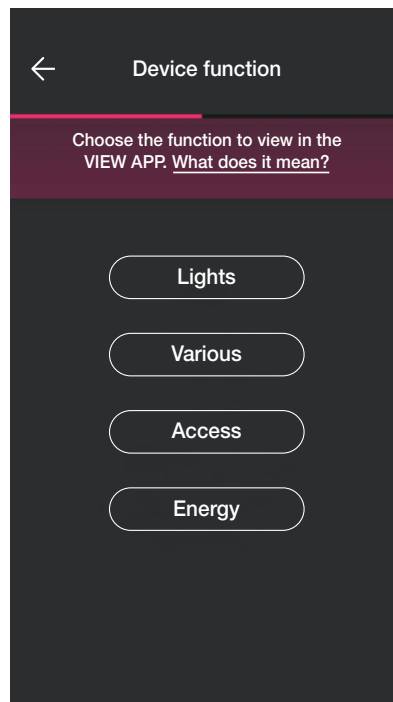 Device function
Choose the function to view in the
VIEW APP. What does it mean?
Lights
Various
Access
Energy